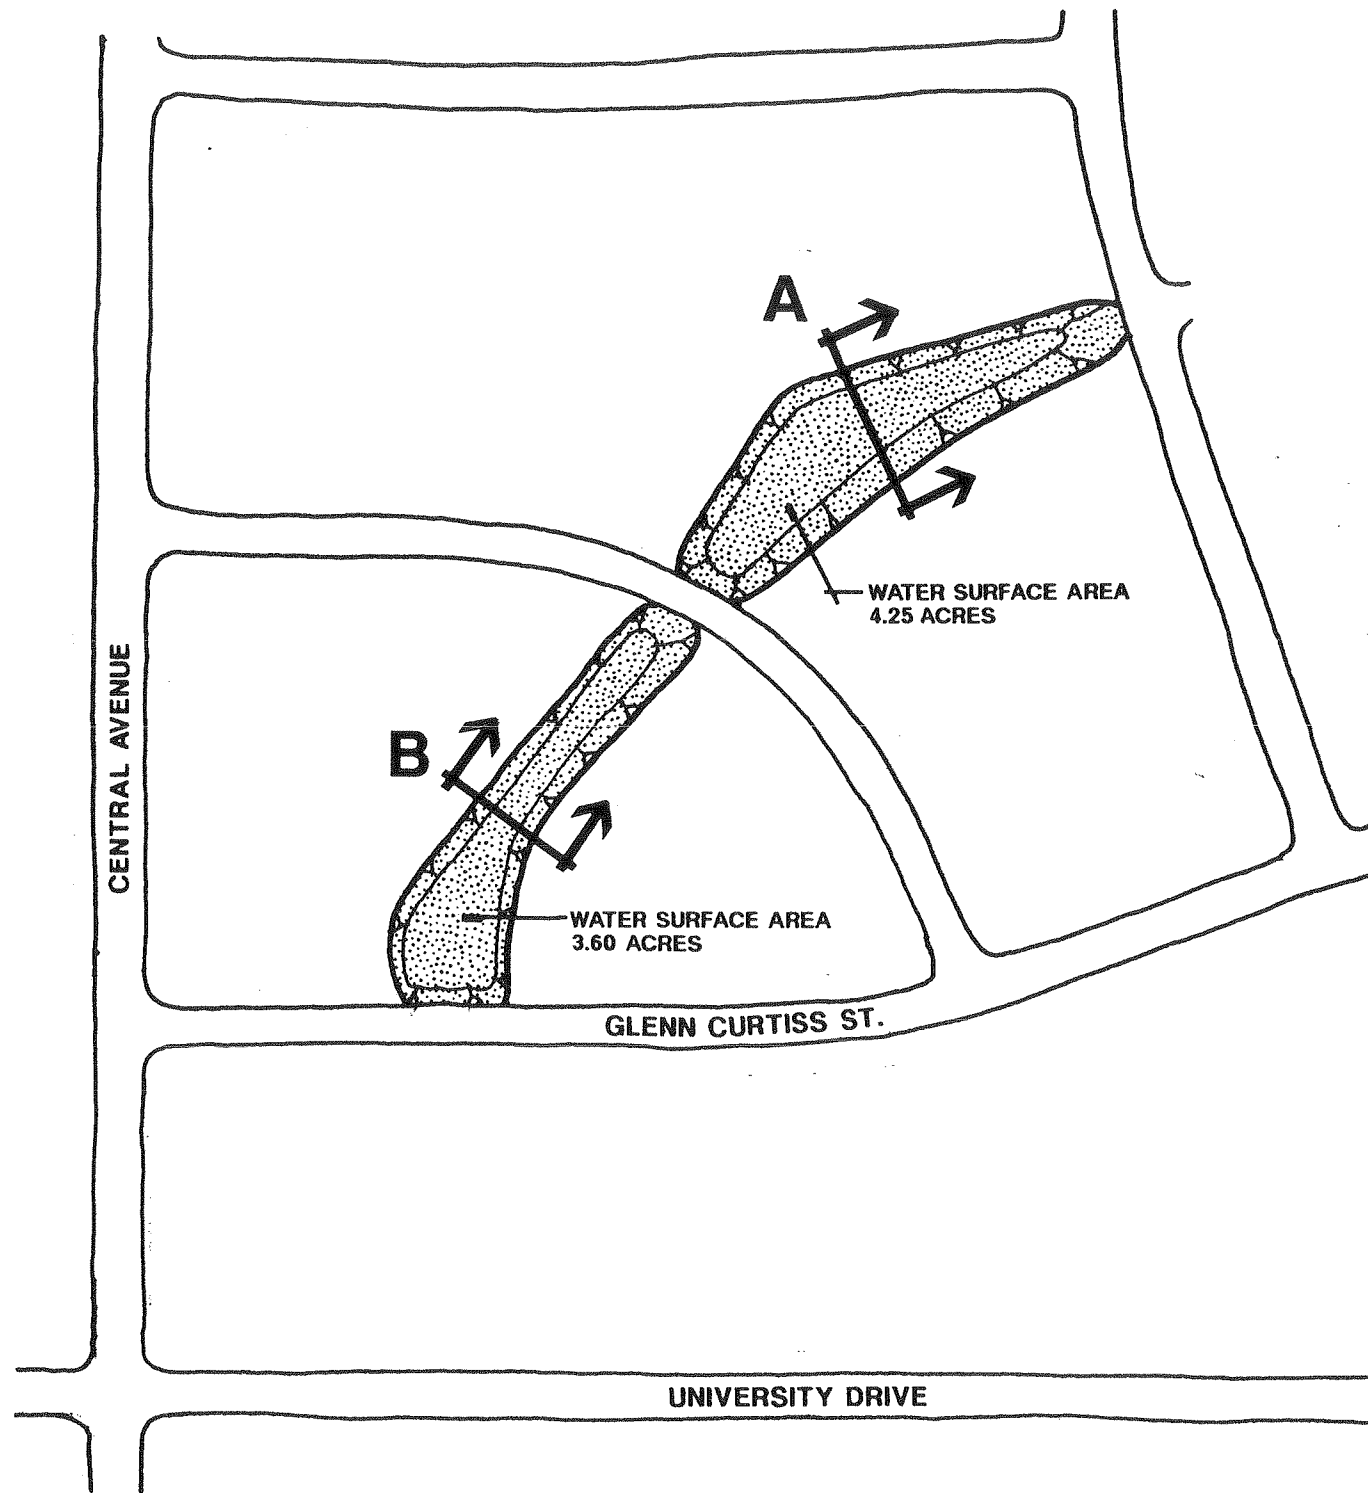 A
WATER SURFACE AREA
4.25 ACRES
CENTRAL AVENUE
B
WATER SURFACE AREA
3.60 ACRES
GLENN CURTISS ST.
UNIVERSITY DRIVE